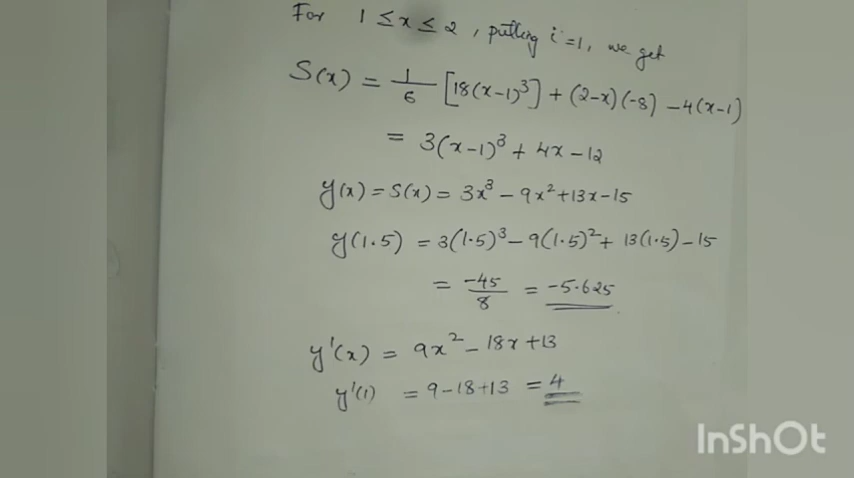 For 1 ≤ x ≤ 2, putting i=1, we get
S(x) = 1/6 [18(x-1)³] + (2-x)(-8) - 4(x-1)
= 3(x-1)³ + 4x - 12
y(x) = S(x) = 3x³ - 9x² + 13x - 15
y(1.5) = 3(1.5)³ - 9(1.5)² + 13(1.5) - 15
= -45/8 = -5.625
y'(x) = 9x² - 18x + 13
y'(1) = 9 - 18 + 13 = 4
InShOt